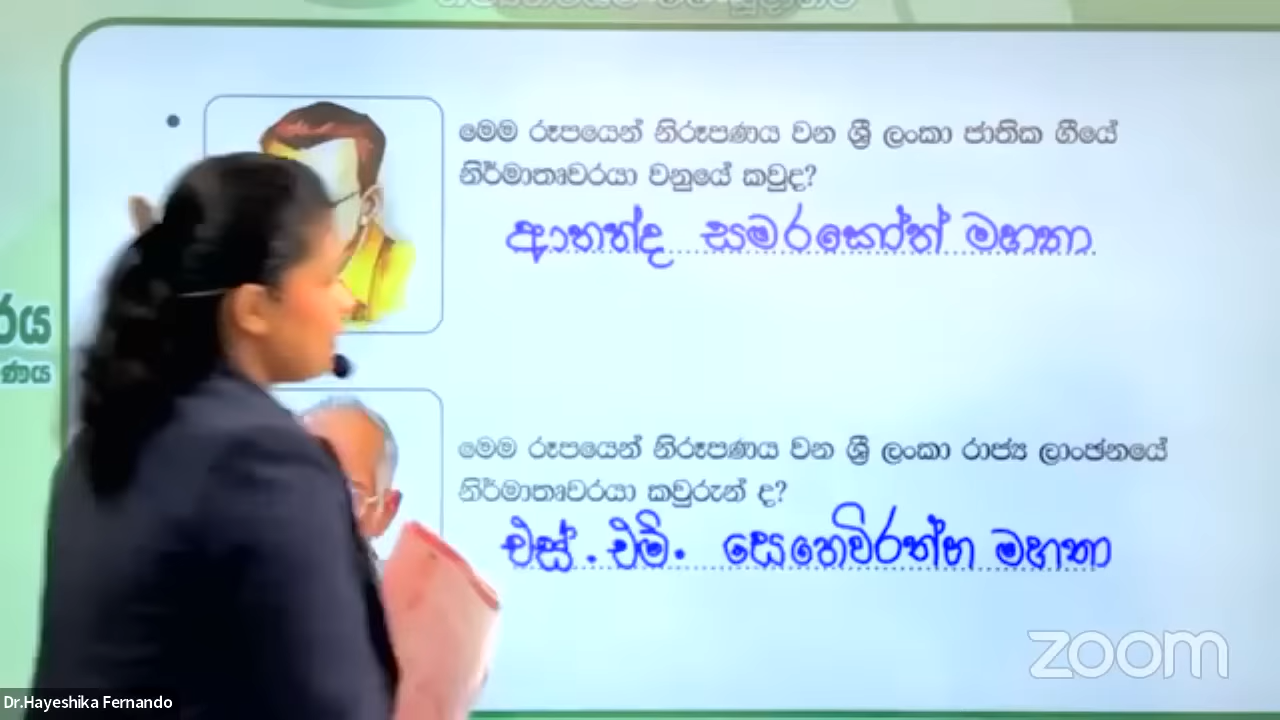 මෙම රූපයෙන් නිරූපණය වන ශ්‍රී ලංකා ජාතික ගීයේ
නිර්මාතෘවරයා වනුයේ කවුද?
ආනන්ද සමරකෝන් මහතා
මෙම රූපයෙන් නිරූපණය වන ශ්‍රී ලංකා රාජ්‍ය ලාංඡනයේ
නිර්මාතෘවරයා කවුරුන් ද?
එස්.එම්. සෙනෙවිරත්න මහතා
zoom
Dr.Hayeshika Fernando